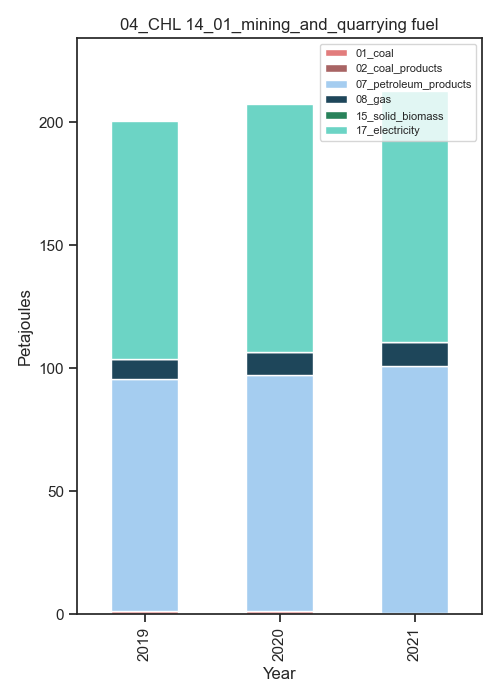 04_CHL 14_01_mining_and_quarrying fuel
01_coal
02_coal_products
07_petroleum_products
08_gas
15_solid_biomass
17_electricity
200
150
100
50
0
Petajoules
2019
2020
2021
Year